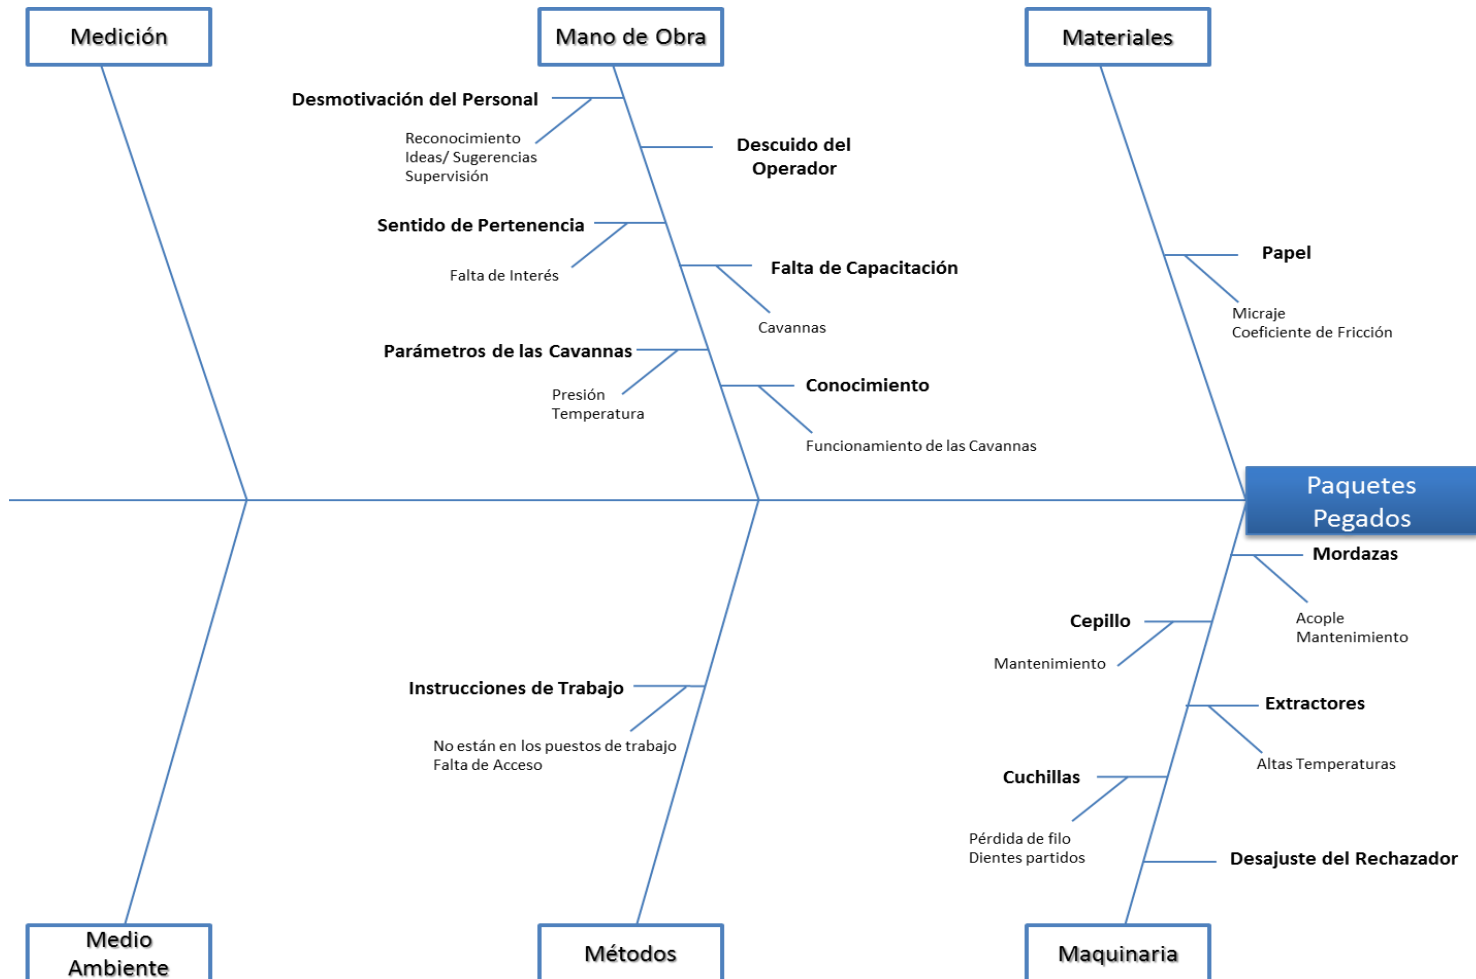 Medición
Mano de Obra
Materiales
Desmotivación del Personal
Reconocimiento
Ideas/ Sugerencias
Supervisión
Descuido del
Operador
Sentido de Pertenencia
Falta de Interés
Falta de Capacitación
Cavannas
Papel
Micraje
Coeficiente de Fricción
Parámetros de las Cavannas
Presión
Temperatura
Conocimiento
Funcionamiento de las Cavannas
Paquetes
Pegados
Mordazas
Acople
Mantenimiento
Cepillo
Mantenimiento
Instrucciones de Trabajo
No están en los puestos de trabajo
Falta de Acceso
Extractores
Altas Temperaturas
Cuchillas
Pérdida de filo
Dientes partidos
Desajuste del Rechazador
Medio
Ambiente
Métodos
Maquinaria